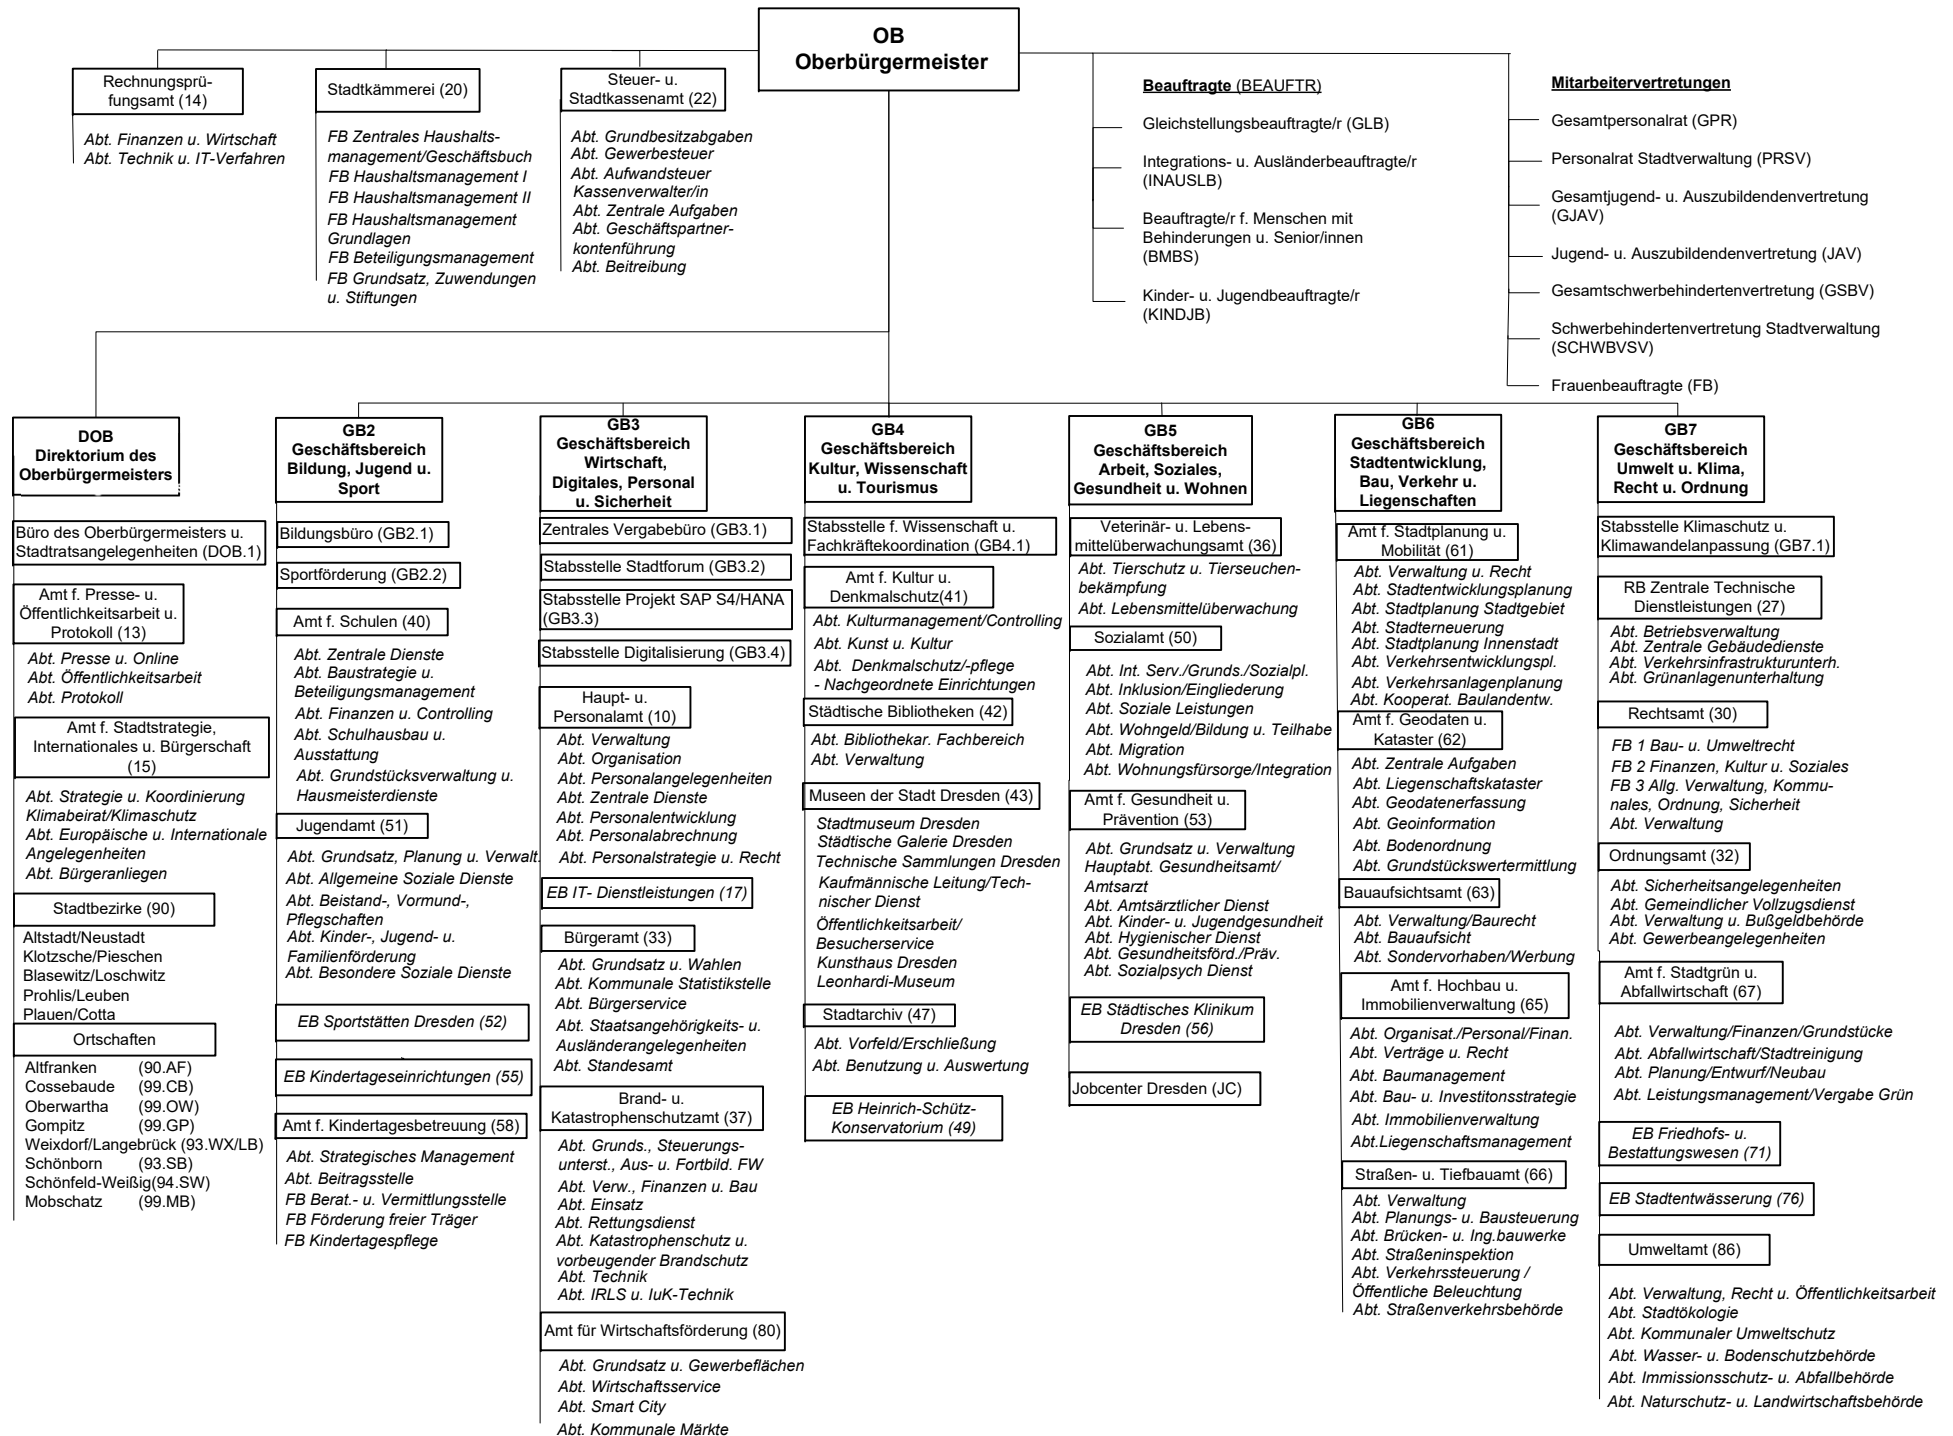 OB
Oberbürgermeister
Rechnungsprü-
fungsamt (14)
Abt. Finanzen u. Wirtschaft
Abt. Technik u. IT-Verfahren
Stadtkämmerei (20)
FB Zentrales Haushalts-
management/Geschäftsbuch
FB Haushaltsmanagement I
FB Haushaltsmanagement II
FB Haushaltsmanagement
Grundlagen
FB Beteiligungsmanagement
FB Grundsatz, Zuwendungen
u. Stiftungen
Steuer- u.
Stadtkassenamt (22)
Abt. Grundbesitzabgaben
Abt. Gewerbesteuer
Abt. Aufwandsteuer
Kassenverwalter/in
Abt. Zentrale Aufgaben
Abt. Geschäftspartner-
kontenführung
Abt. Beitreibung
Beauftragte (BEAUFTR)
Gleichstellungsbeauftragte/r (GLB)
Integrations- u. Ausländerbeauftragte/r
(INAUSLB)
Beauftragte/r f. Menschen mit
Behinderungen u. Senior/innen
(BMBS)
Kinder- u. Jugendbeauftragte/r
(KINDJB)
Mitarbeitervertretungen
Gesamtpersonalrat (GPR)
Personalrat Stadtverwaltung (PRSV)
Gesamtjugend- u. Auszubildendenvertretung
(GJAV)
Jugend- u. Auszubildendenvertretung (JAV)
Gesamtschwerbehindertenvertretung (GSBV)
Schwerbehindertenvertretung Stadtverwaltung
(SCHWBVSV)
Frauenbeauftragte (FB)
DOB
Direktorium des
Oberbürgermeisters
Büro des Oberbürgermeisters u.
Stadtratsangelegenheiten (DOB.1)
Amt f. Presse- u.
Öffentlichkeitsarbeit u.
Protokoll (13)
Abt. Presse u. Online
Abt. Öffentlichkeitsarbeit
Abt. Protokoll
Amt f. Stadtstrategie,
Internationales u. Bürgerschaft
(15)
Abt. Strategie u. Koordinierung
Klimabeirat/Klimaschutz
Abt. Europäische u. Internationale
Angelegenheiten
Abt. Bürgeranliegen
Stadtbezirke (90)
Altstadt/Neustadt
Klotzsche/Pieschen
Blasewitz/Loschwitz
Prohlis/Leuben
Plauen/Cotta
Ortschaften
Altfranken (90.AF)
Cossebaude (99.CB)
Oberwartha (99.OW)
Gompitz (99.GP)
Weixdorf/Langebrück (93.WX/LB)
Schönborn (93.SB)
Schönfeld-Weißig(94.SW)
Mobschatz (99.MB)
GB2
Geschäftsbereich
Bildung, Jugend u.
Sport
Bildungsbüro (GB2.1)
Sportförderung (GB2.2)
Amt f. Schulen (40)
Abt. Zentrale Dienste
Abt. Baustrategie u.
Beteiligungsmanagement
Abt. Finanzen u. Controlling
Abt. Schulhausbau u.
Ausstattung
Abt. Grundstücksverwaltung u.
Hausmeisterdienste
Jugendamt (51)
Abt. Grundsatz, Planung u. Verwalt.
Abt. Allgemeine Soziale Dienste
Abt. Beistand-, Vormund-,
Pflegschaften
Abt. Kinder-, Jugend- u.
Familienförderung
Abt. Besondere Soziale Dienste
EB Sportstätten Dresden (52)
EB Kindertageseinrichtungen (55)
Amt f. Kindertagesbetreuung (58)
Abt. Strategisches Management
Abt. Beitragsstelle
FB Berat.- u. Vermittlungsstelle
FB Förderung freier Träger
FB Kindertagespflege
GB3
Geschäftsbereich
Wirtschaft,
Digitales, Personal
u. Sicherheit
Zentrales Vergabebüro (GB3.1)
Stabsstelle Stadtforum (GB3.2)
Stabsstelle Projekt SAP S4/HANA
(GB3.3)
Stabsstelle Digitalisierung (GB3.4)
Haupt- u.
Personalamt (10)
Abt. Verwaltung
Abt. Organisation
Abt. Personalangelegenheiten
Abt. Zentrale Dienste
Abt. Personalentwicklung
Abt. Personalabrechnung
Abt. Personalstrategie u. Recht
EB IT- Dienstleistungen (17)
Bürgeramt (33)
Abt. Grundsatz u. Wahlen
Abt. Kommunale Statistikstelle
Abt. Bürgerservice
Abt. Staatsangehörigkeits- u.
Ausländerangelegenheiten
Abt. Standesamt
Brand- u.
Katastrophenschutzamt (37)
Abt. Grunds., Steuerungs-
unterst., Aus- u. Fortbild. FW
Abt. Verw., Finanzen u. Bau
Abt. Einsatz
Abt. Rettungsdienst
Abt. Katastrophenschutz u.
vorbeugender Brandschutz
Abt. Technik
Abt. IRLS u. IuK-Technik
Amt für Wirtschaftsförderung (80)
Abt. Grundsatz u. Gewerbeflächen
Abt. Wirtschaftsservice
Abt. Smart City
Abt. Kommunale Märkte
GB4
Geschäftsbereich
Kultur, Wissenschaft
u. Tourismus
Stabsstelle f. Wissenschaft u.
Fachkräftekoordination (GB4.1)
Amt f. Kultur u.
Denkmalschutz(41)
Abt. Kulturmanagement/Controlling
Abt. Kunst u. Kultur
Abt. Denkmalschutz/-pflege
- Nachgeordnete Einrichtungen
Städtische Bibliotheken (42)
Abt. Bibliothekar. Fachbereich
Abt. Verwaltung
Museen der Stadt Dresden (43)
Stadtmuseum Dresden
Städtische Galerie Dresden
Technische Sammlungen Dresden
Kaufmännische Leitung/Tech-
nischer Dienst
Öffentlichkeitsarbeit/
Besucherservice
Kunsthaus Dresden
Leonhardi-Museum
Stadtarchiv (47)
Abt. Vorfeld/Erschließung
Abt. Benutzung u. Auswertung
EB Heinrich-Schütz-
Konservatorium (49)
GB5
Geschäftsbereich
Arbeit, Soziales,
Gesundheit u. Wohnen
Veterinär- u. Lebens-
mittelüberwachungsamt (36)
Abt. Tierschutz u. Tierseuchen-
bekämpfung
Abt. Lebensmittelüberwachung
Sozialamt (50)
Abt. Int. Serv./Grunds./Sozialpl.
Abt. Inklusion/Eingliederung
Abt. Soziale Leistungen
Abt. Wohngeld/Bildung u. Teilhabe
Abt. Migration
Abt. Wohnungsfürsorge/Integration
Amt f. Gesundheit u.
Prävention (53)
Abt. Grundsatz u. Verwaltung
Hauptabt. Gesundheitsamt/
Amtsarzt
Abt. Amtsärztlicher Dienst
Abt. Kinder- u. Jugendgesundheit
Abt. Hygienischer Dienst
Abt. Gesundheitsförd./Präv.
Abt. Sozialpsych Dienst
EB Städtisches Klinikum
Dresden (56)
Jobcenter Dresden (JC)
GB6
Geschäftsbereich
Stadtentwicklung,
Bau, Verkehr u.
Liegenschaften
Amt f. Stadtplanung u.
Mobilität (61)
Abt. Verwaltung u. Recht
Abt. Stadtentwicklungsplanung
Abt. Stadtplanung Stadtgebiet
Abt. Stadterneuerung
Abt. Stadtplanung Innenstadt
Abt. Verkehrsentwicklungspl.
Abt. Verkehrsanlagenplanung
Abt. Kooperat. Baulandentw.
Amt f. Geodaten u.
Kataster (62)
Abt. Zentrale Aufgaben
Abt. Liegenschaftskataster
Abt. Geodatenerfassung
Abt. Geoinformation
Abt. Bodenordnung
Abt. Grundstückswertermittlung
Bauaufsichtsamt (63)
Abt. Verwaltung/Baurecht
Abt. Bauaufsicht
Abt. Sondervorhaben/Werbung
Amt f. Hochbau u.
Immobilienverwaltung (65)
Abt. Organisat./Personal/Finan.
Abt. Verträge u. Recht
Abt. Baumanagement
Abt. Bau- u. Investitonsstrategie
Abt. Immobilienverwaltung
Abt.Liegenschaftsmanagement
Straßen- u. Tiefbauamt (66)
Abt. Verwaltung
Abt. Planungs- u. Bausteuerung
Abt. Brücken- u. Ing.bauwerke
Abt. Straßeninspektion
Abt. Verkehrssteuerung /
Öffentliche Beleuchtung
Abt. Straßenverkehrsbehörde
GB7
Geschäftsbereich
Umwelt u. Klima,
Recht u. Ordnung
Stabsstelle Klimaschutz u.
Klimawandelanpassung (GB7.1)
RB Zentrale Technische
Dienstleistungen (27)
Abt. Betriebsverwaltung
Abt. Zentrale Gebäudedienste
Abt. Verkehrsinfrastrukturunterh.
Abt. Grünanlagenunterhaltung
Rechtsamt (30)
FB 1 Bau- u. Umweltrecht
FB 2 Finanzen, Kultur u. Soziales
FB 3 Allg. Verwaltung, Kommu-
nales, Ordnung, Sicherheit
Abt. Verwaltung
Ordnungsamt (32)
Abt. Sicherheitsangelegenheiten
Abt. Gemeindlicher Vollzugsdienst
Abt. Verwaltung u. Bußgeldbehörde
Abt. Gewerbeangelegenheiten
Amt f. Stadtgrün u.
Abfallwirtschaft (67)
Abt. Verwaltung/Finanzen/Grundstücke
Abt. Abfallwirtschaft/Stadtreinigung
Abt. Planung/Entwurf/Neubau
Abt. Leistungsmanagement/Vergabe Grün
EB Friedhofs- u.
Bestattungswesen (71)
EB Stadtentwässerung (76)
Umweltamt (86)
Abt. Verwaltung, Recht u. Öffentlichkeitsarbeit
Abt. Stadtökologie
Abt. Kommunaler Umweltschutz
Abt. Wasser- u. Bodenschutzbehörde
Abt. Immissionsschutz- u. Abfallbehörde
Abt. Naturschutz- u. Landwirtschaftsbehörde